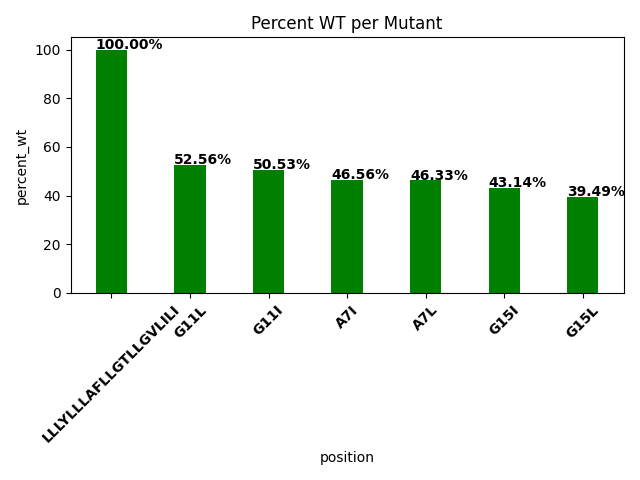 Percent WT per Mutant
percent_wt
100
80
60
40
20
0
100.00%
52.56%
50.53%
46.56%
46.33%
43.14%
39.49%
LLLYLLLAFLLGTLLGVLILI
G11L
G11I
A7I
A7L
G15I
G15L
position